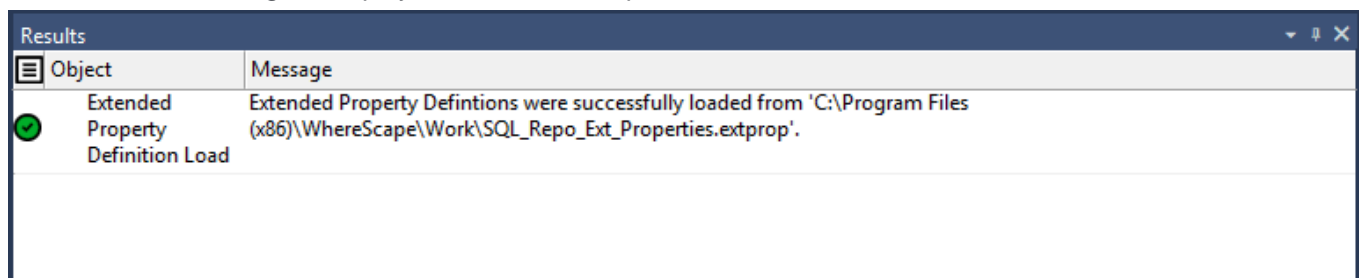 Results
Object Message
Extended Property Definition Load
Extended Property Defintions were successfully loaded from 'C:\Program Files
(x86)\WhereScape\Work\SQL_Repo_Ext_Properties.extprop'.